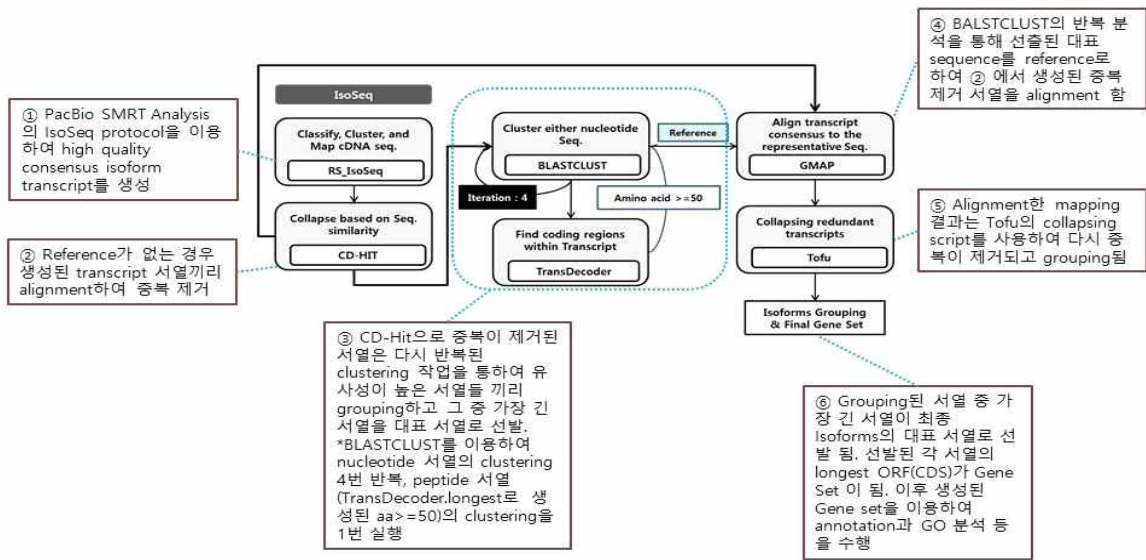 ① PacBio SMRT Analysis
의 IsoSeq protocol을 이용
하여 high quality
consensus isoform
transcript를 생성
② Reference가 없는 경우
생성된 transcript 서열끼리
alignment하여 중복 제거
IsoSeq
Classify, Cluster, and
Map cDNA seq.
RS_IsoSeq
Collapse based on Seq.
similarity
CD-HIT
Cluster either nucleotide
Seq.
BLASTCLUST
Iteration : 4
Amino acid >=50
Find coding regions
within Transcript
TransDecoder
Reference
Align transcript
consensus to the
representative Seq.
GMAP
Collapsing redundant
transcripts
Tofu
Isoforms Grouping
& Final Gene Set
③ CD-Hit으로 중복이 제거된
서열은 다시 반복된
clustering 작업을 통하여 유
사성이 높은 서열들 끼리
grouping하고 그 중 가장 긴
서열을 대표 서열로 선발.
*BLASTCLUST를 이용하여
nucleotide 서열의 clustering
4번 반복, peptide 서열
(TransDecoder.longest로 생
성된 aa>=50)의 clustering을
1번 실행
④ BALSTCLUST의 반복 분
석을 통해 선출된 대표
sequence를 reference로
하여 ② 에서 생성된 중복
제거 서열을 alignment 함
⑤ Alignment한 mapping
결과는 Tofu의 collapsing
script를 사용하여 다시 중
복이 제거되고 grouping됨
⑥ Grouping된 서열 중 가
장 긴 서열이 최종
Isoforms의 대표 서열로 선
발 됨. 선발된 각 서열의
longest ORF(CDS)가 Gene
Set 이 됨. 이후 생성된
Gene set을 이용하여
annotation과 GO 분석 등
을 수행